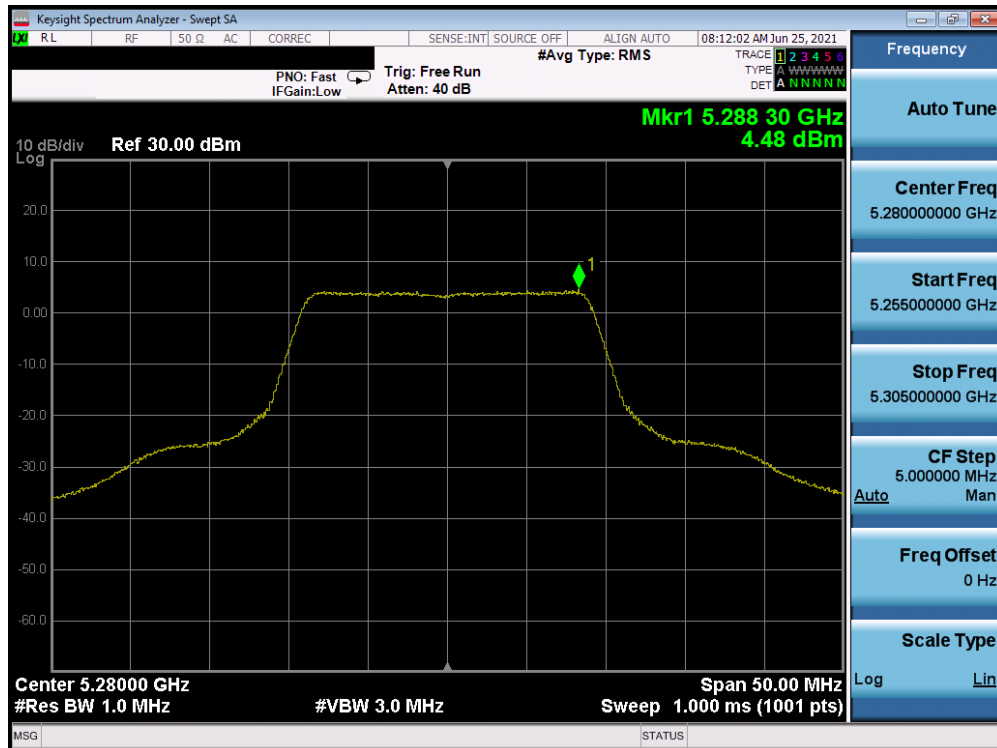 Keysight Spectrum Analyzer - Swept SA
LXI RL RF 50 Ω AC CORREC SENSE:INT SOURCE OFF ALIGN AUTO 08:12:02 AM Jun 25, 2021
#Avg Type: RMS
TRACE 1 2 3 4 5 6
TYPE A WWWWW
DET A N N N N N
PNO: Fast
IFGain:Low
Trig: Free Run
Atten: 40 dB
Mkr1 5.288 30 GHz
4.48 dBm
10 dB/div
Log
Ref 30.00 dBm
20.0
10.0
0.00
-10.0
-20.0
-30.0
-40.0
-50.0
-60.0
1
Center 5.28000 GHz
Span 50.00 MHz
#Res BW 1.0 MHz
#VBW 3.0 MHz
Sweep 1.000 ms (1001 pts)
MSG
STATUS
Frequency
Auto Tune
Center Freq
5.280000000 GHz
Start Freq
5.255000000 GHz
Stop Freq
5.305000000 GHz
CF Step
5.000000 MHz
Auto Man
Freq Offset
0 Hz
Scale Type
Log Lin